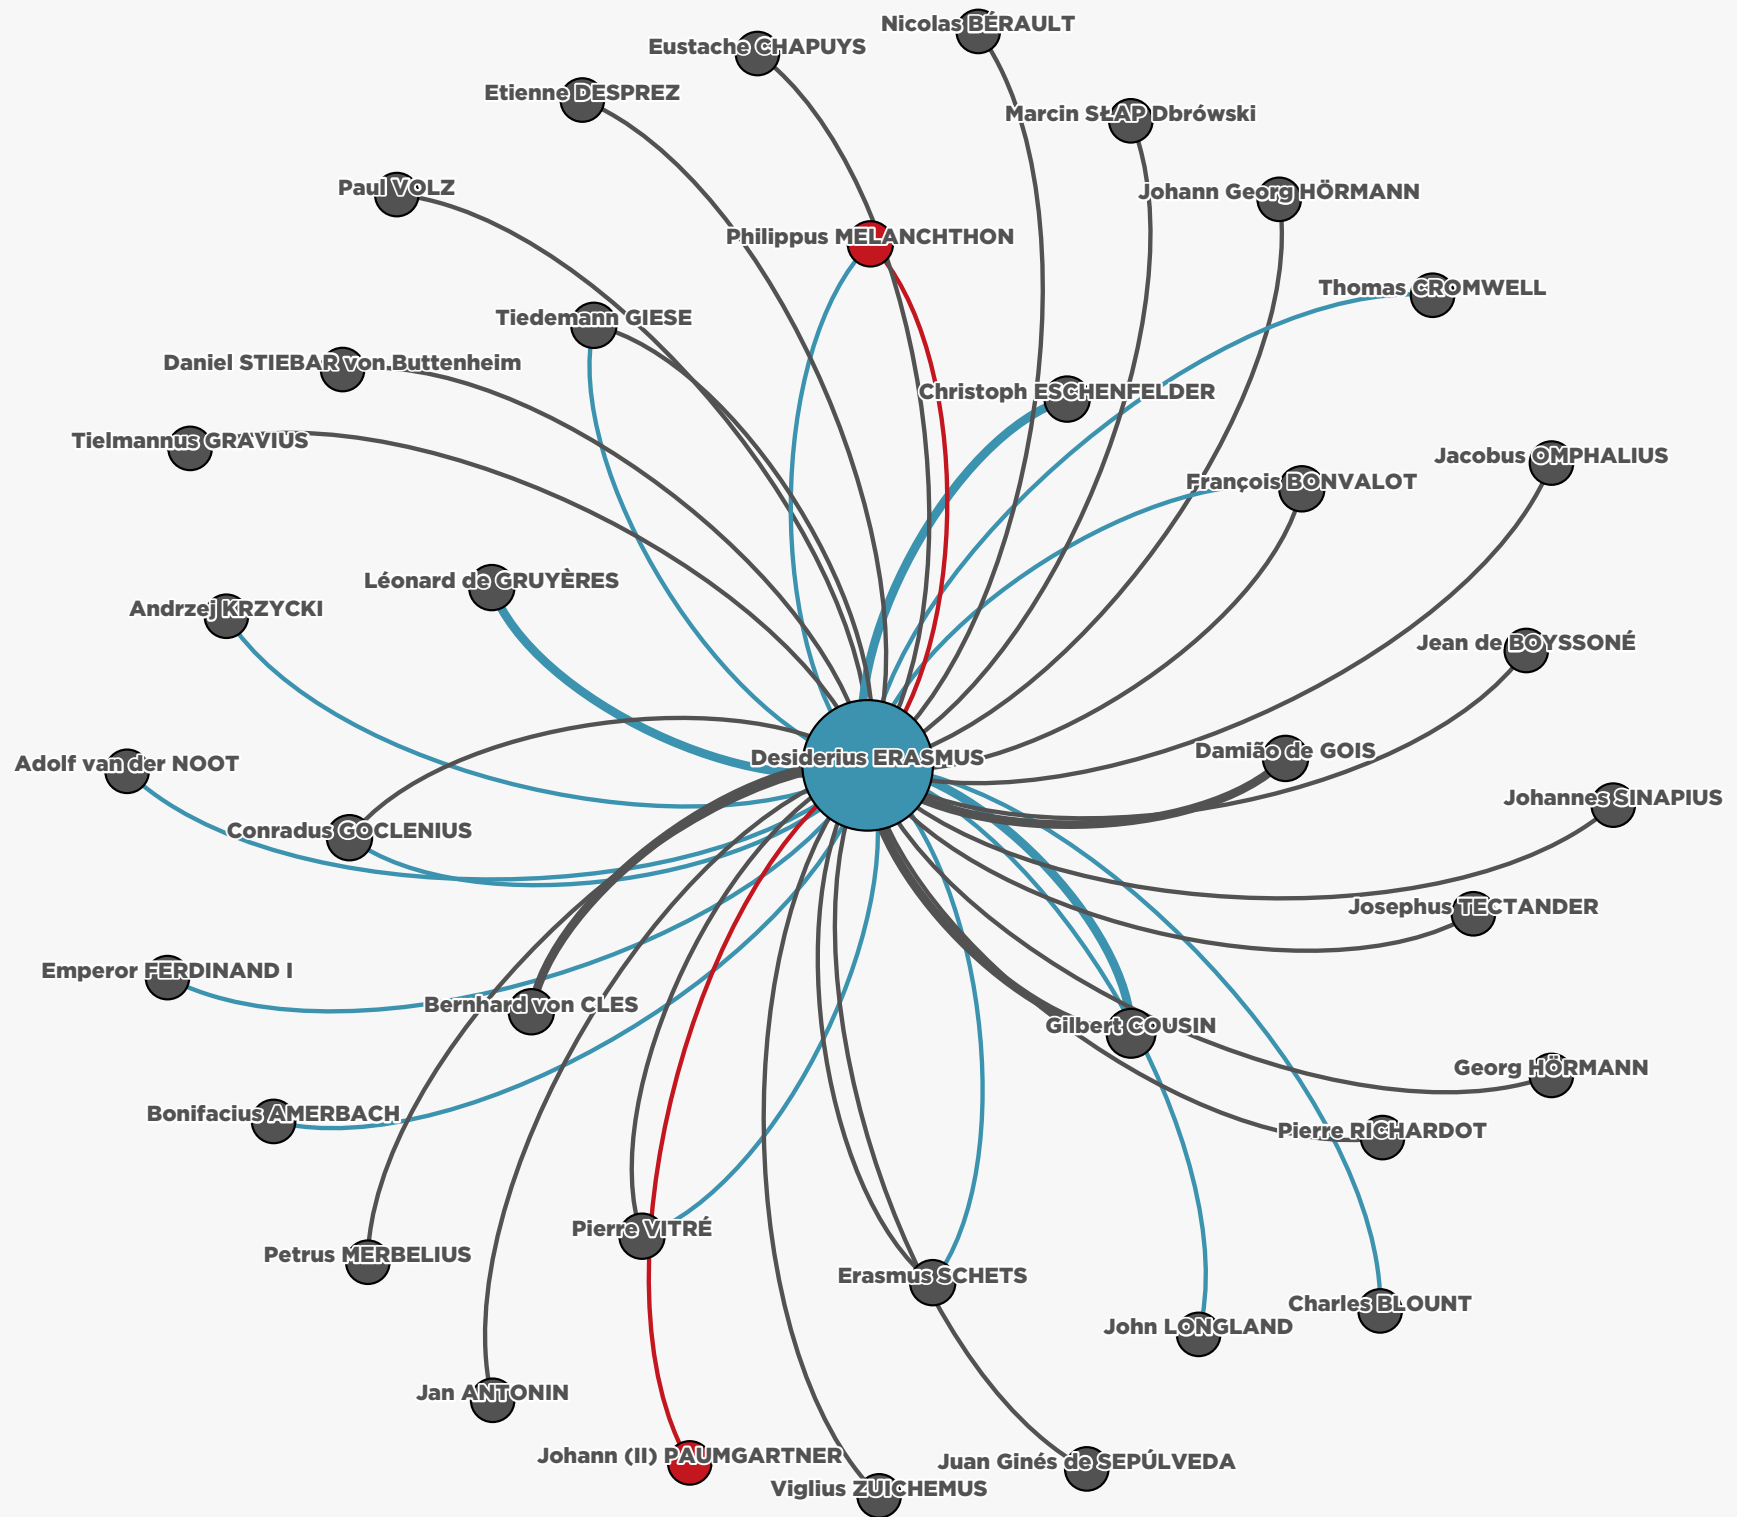 Nicolas BÉRAULT
Eustache CHAPUYS
Etienne DESPREZ
Marcin SŁAP Dbrówski
Paul VOLZ
Johann Georg HÖRMANN
Philippus MELANCHTHON
Thomas CROMWELL
Tiedemann GIESE
Daniel STIEBAR von Buttenheim
Christoph ESCHENFELDER
Tielmannus GRAVIUS
Jacobus OMPHALIUS
François BONVALOT
Léonard de GRUYÈRES
Andrzej KRZYCKI
Jean de BOYSSONÉ
Damião de GOIS
Desiderius ERASMUS
Adolf van der NOOT
Johannes SINAPIUS
Conradus GOCLENIUS
Josephus TECTANDER
Emperor FERDINAND I
Bernhard von CLES
Gilbert COUSIN
Georg HÖRMANN
Bonifacius AMERBACH
Pierre RICHARDOT
Pierre VITRÉ
Petrus MERBELIUS
Erasmus SCHETS
Charles BLOUNT
John LONGLAND
Jan ANTONIN
Johann (II) PAUMGARTNER
Juan Ginés de SEPÚLVEDA
Viglius ZUICHEMUS